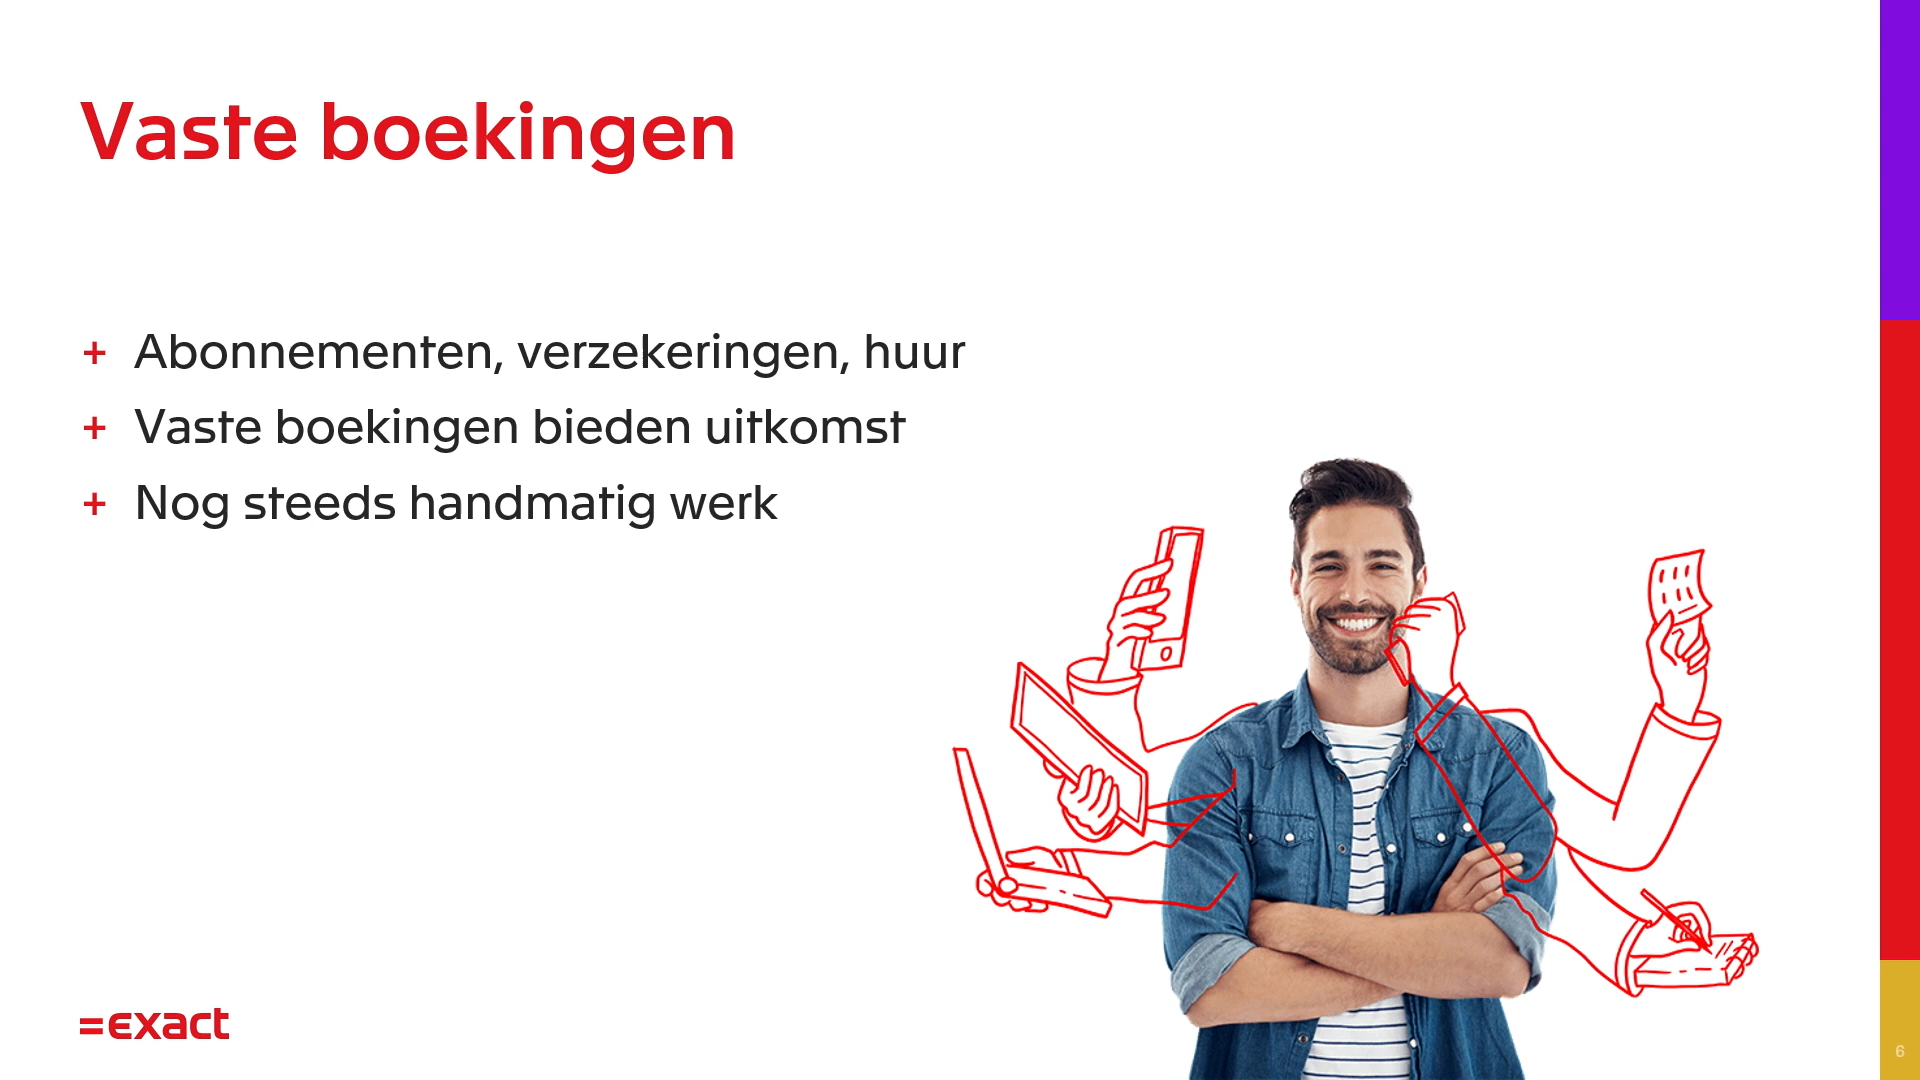 Vaste boekingen
+ Abonnementen, verzekeringen, huur
+ Vaste boekingen bieden uitkomst
+ Nog steeds handmatig werk
=exact
6